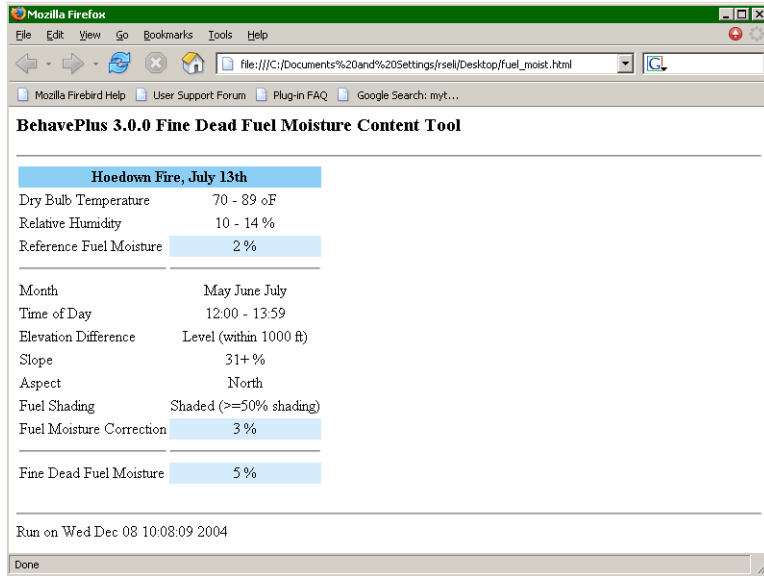 Mozilla Firefox
File Edit View Go Bookmarks Tools Help
file:///C:/Documents%20and%20Settings/rseli/Desktop/fuel_moist.html
G
Mozilla Firebird Help User Support Forum Plug-in FAQ Google Search: myt...
BehavePlus 3.0.0 Fine Dead Fuel Moisture Content Tool
Hoedown Fire, July 13th
Dry Bulb Temperature 70 - 89 oF
Relative Humidity 10 - 14 %
Reference Fuel Moisture 2 %
Month May June July
Time of Day 12:00 - 13:59
Elevation Difference Level (within 1000 ft)
Slope 31+ %
Aspect North
Fuel Shading Shaded (>=50% shading)
Fuel Moisture Correction 3 %
Fine Dead Fuel Moisture 5 %
Run on Wed Dec 08 10:08:09 2004
Done